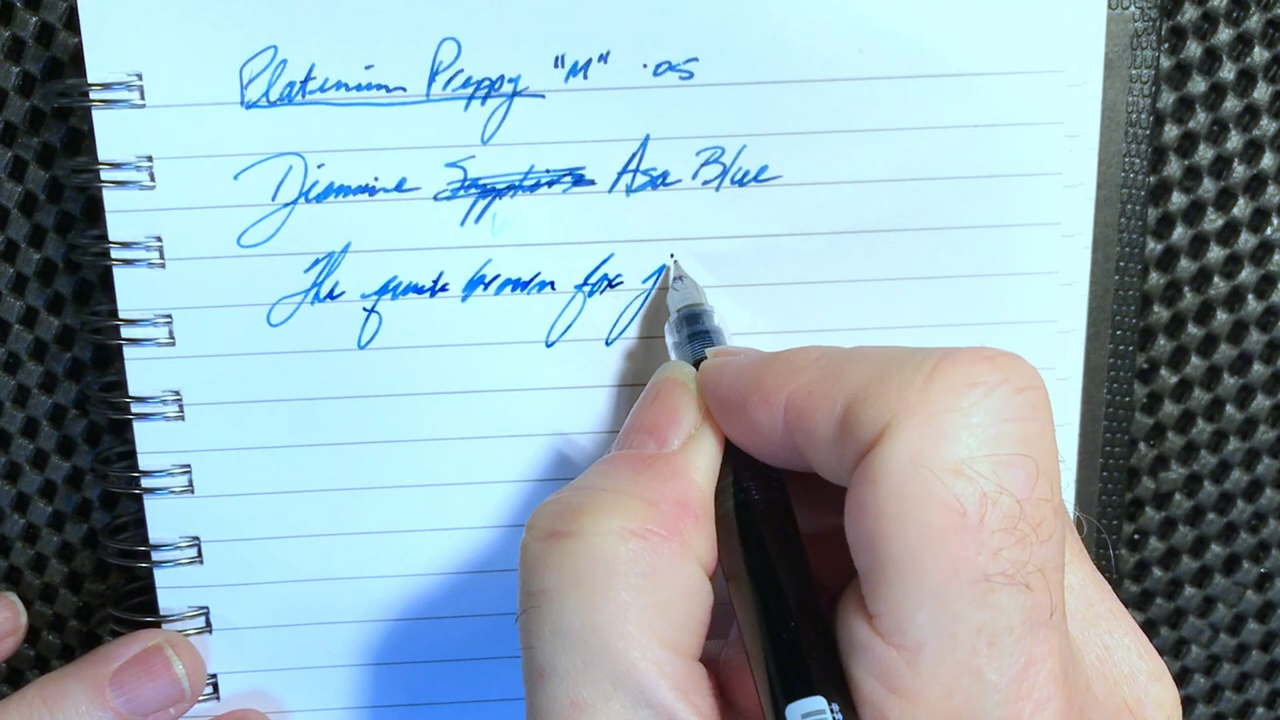 Platinum Preppy "M" .05
Diamine Sapphire Asa Blue
The quick brown fox j